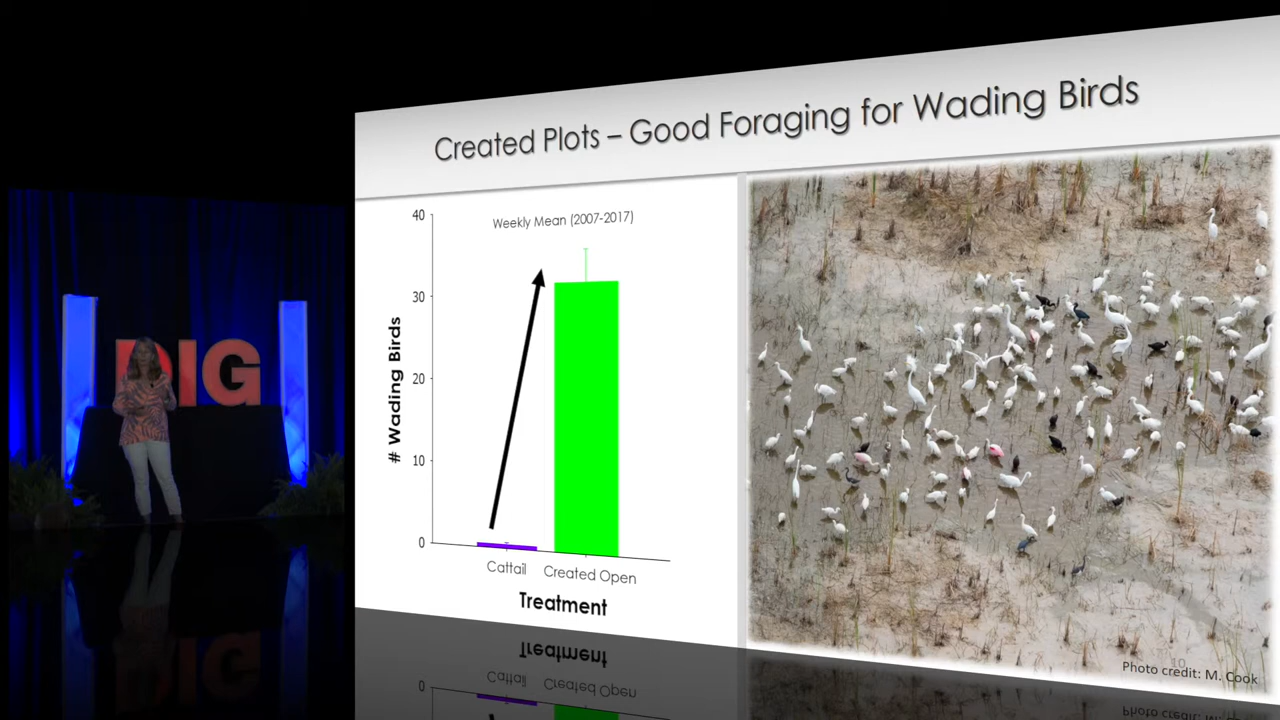 Created Plots – Good Foraging for Wading Birds
Weekly Mean (2007-2017)
40
30
20
10
0
# Wading Birds
Cattail
Created Open
Treatment
DIG
10
Photo credit: M. Cook